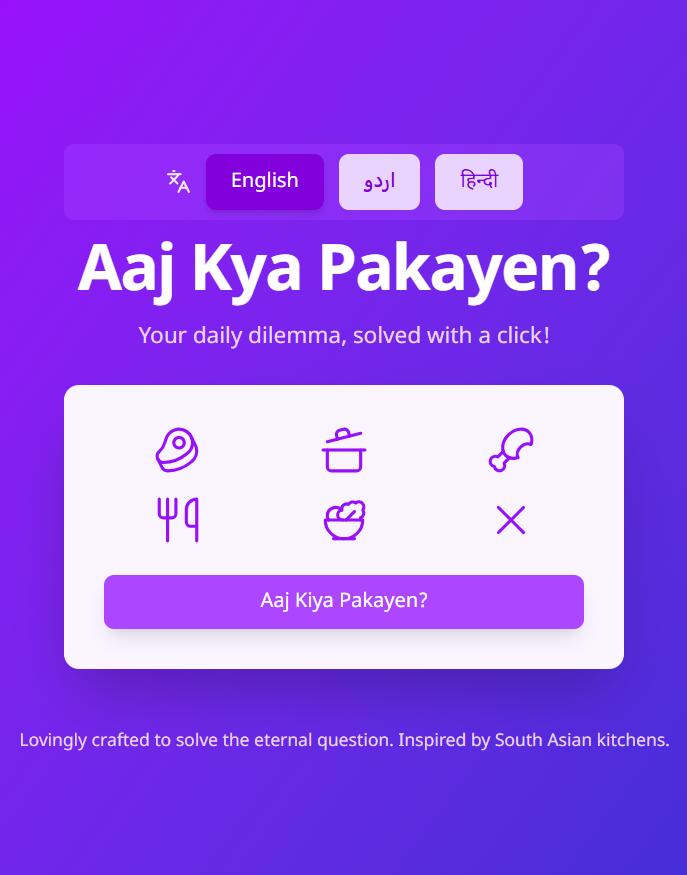 English
اردو
हिन्दी
Aaj Kya Pakayen?
Your daily dilemma, solved with a click!
Aaj Kiya Pakayen?
Lovingly crafted to solve the eternal question. Inspired by South Asian kitchens.